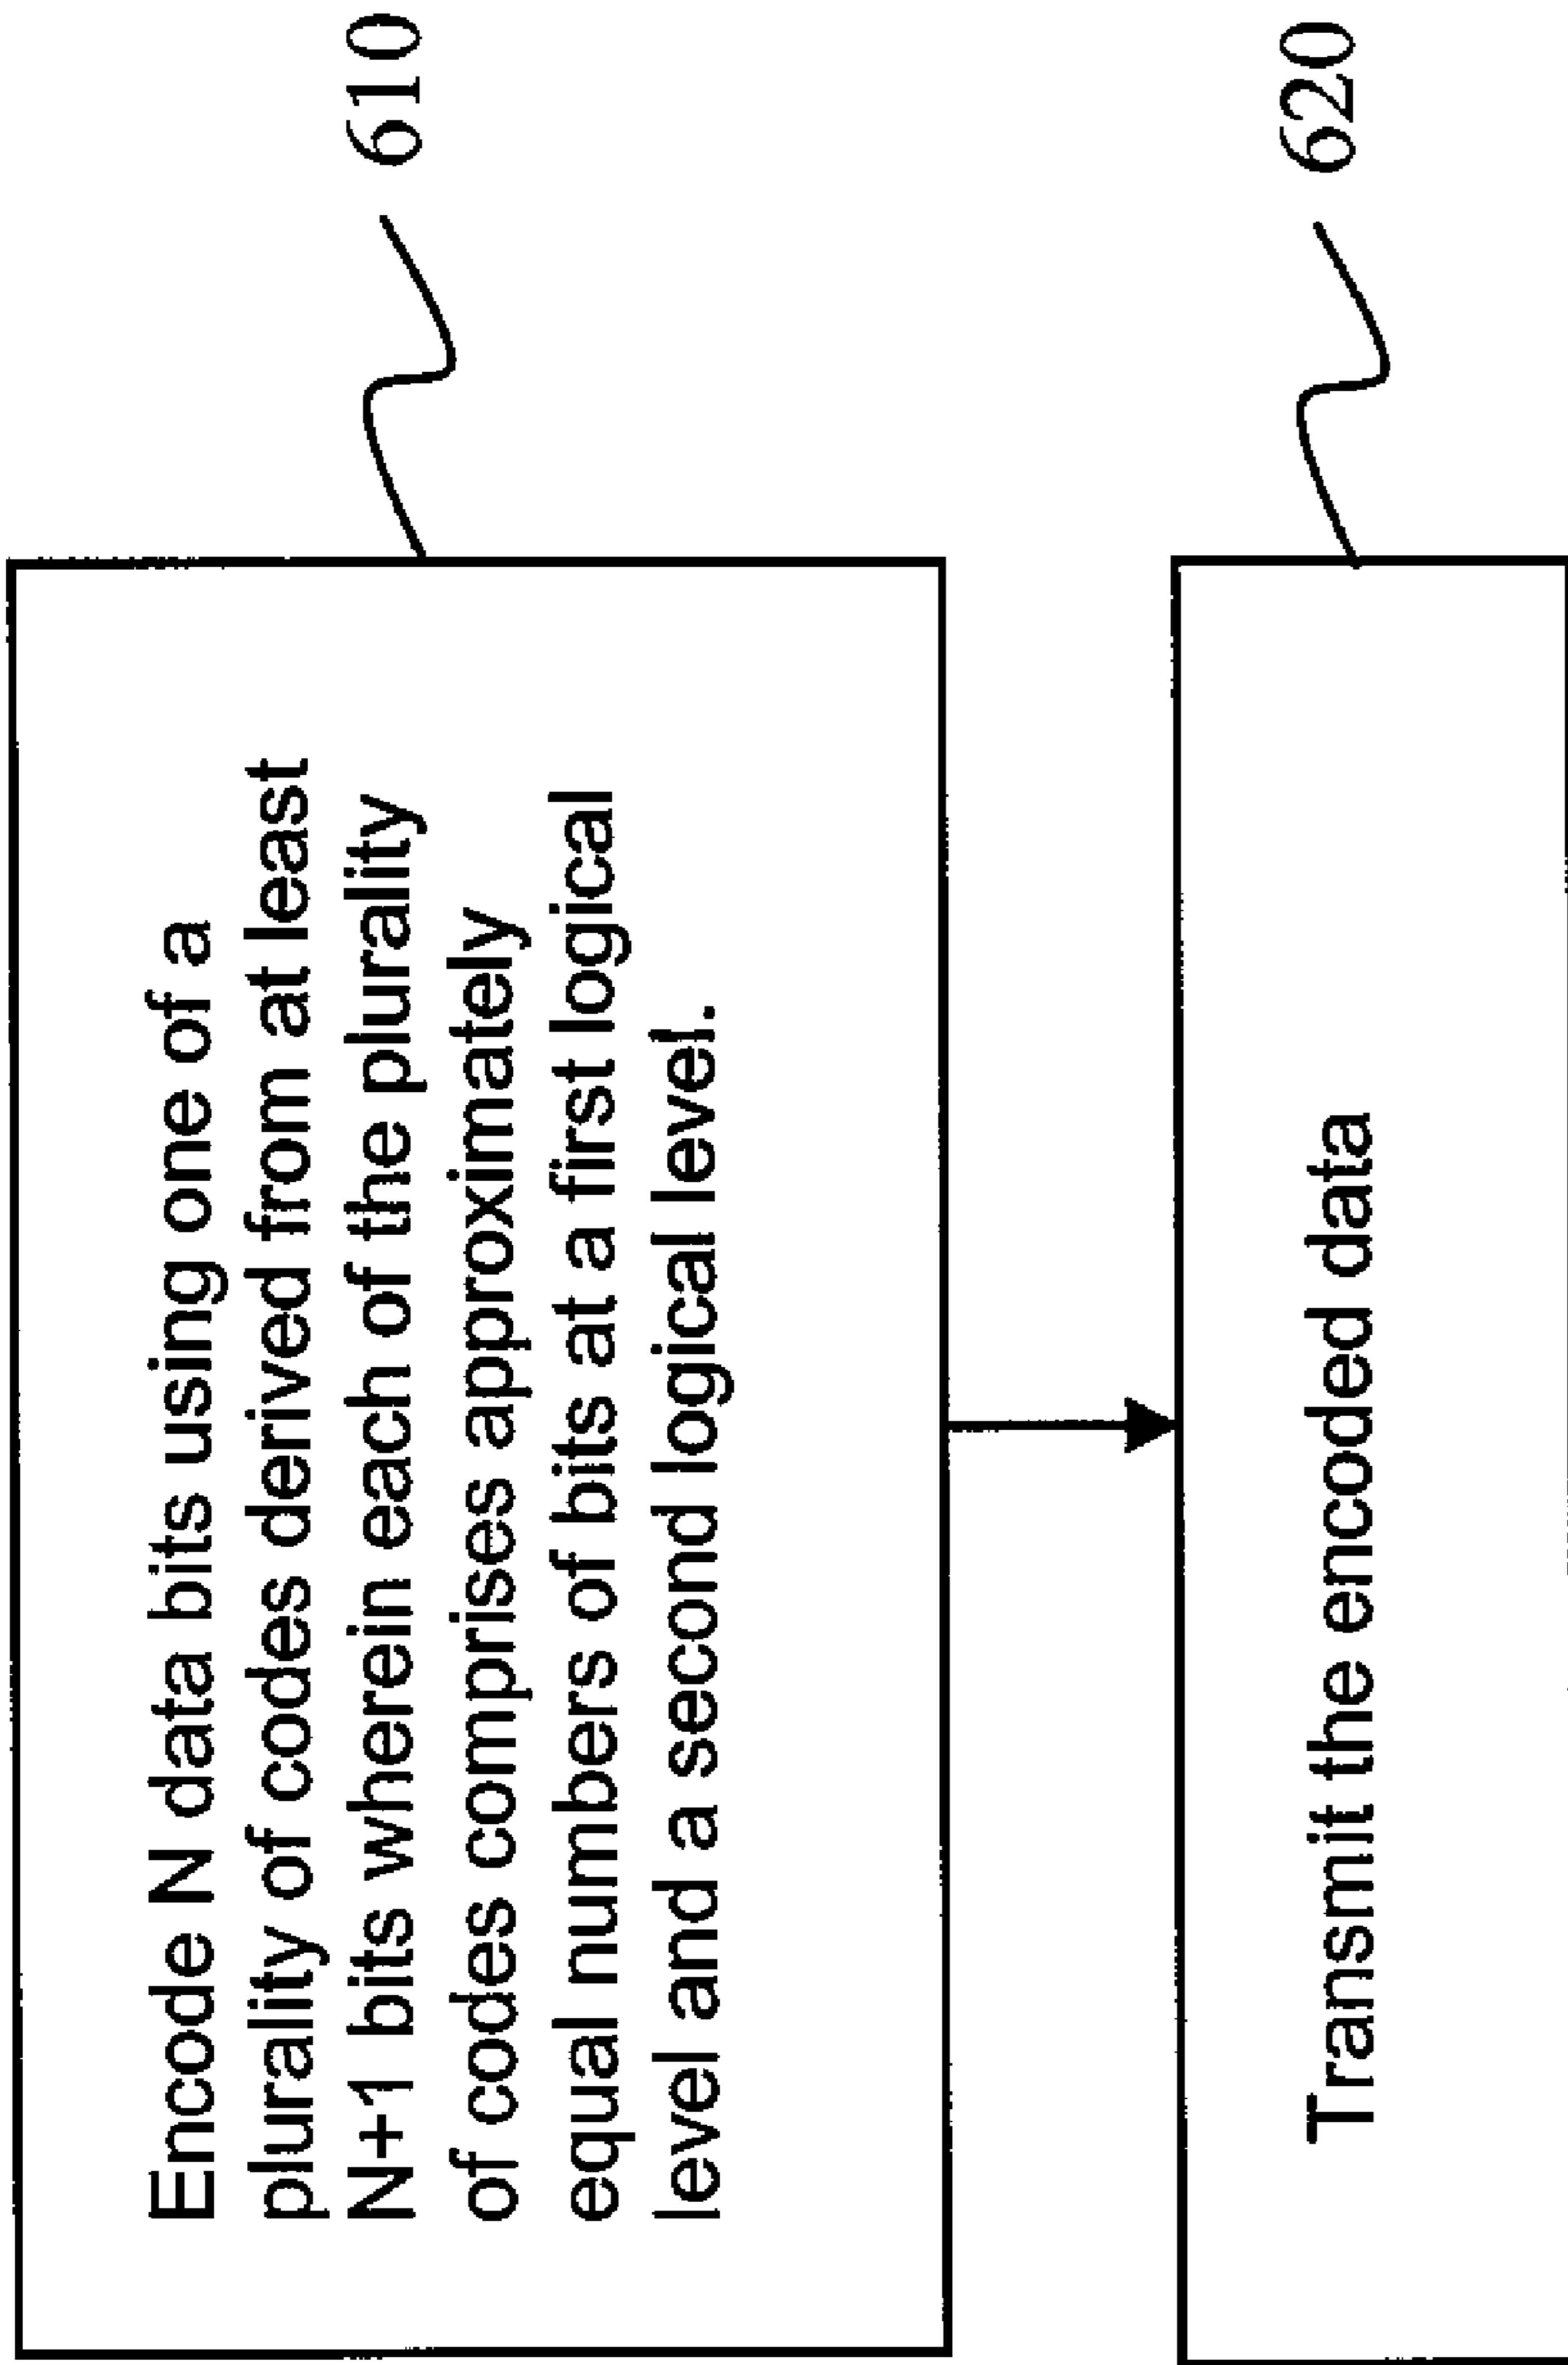 Encode N data bits using one of a
plurality of codes derived from at least
N+1 bits wherein each of the plurality
of codes comprises approximately
equal numbers of bits at a first logical
level and a second logical level.
610
Transmit the encoded data
620